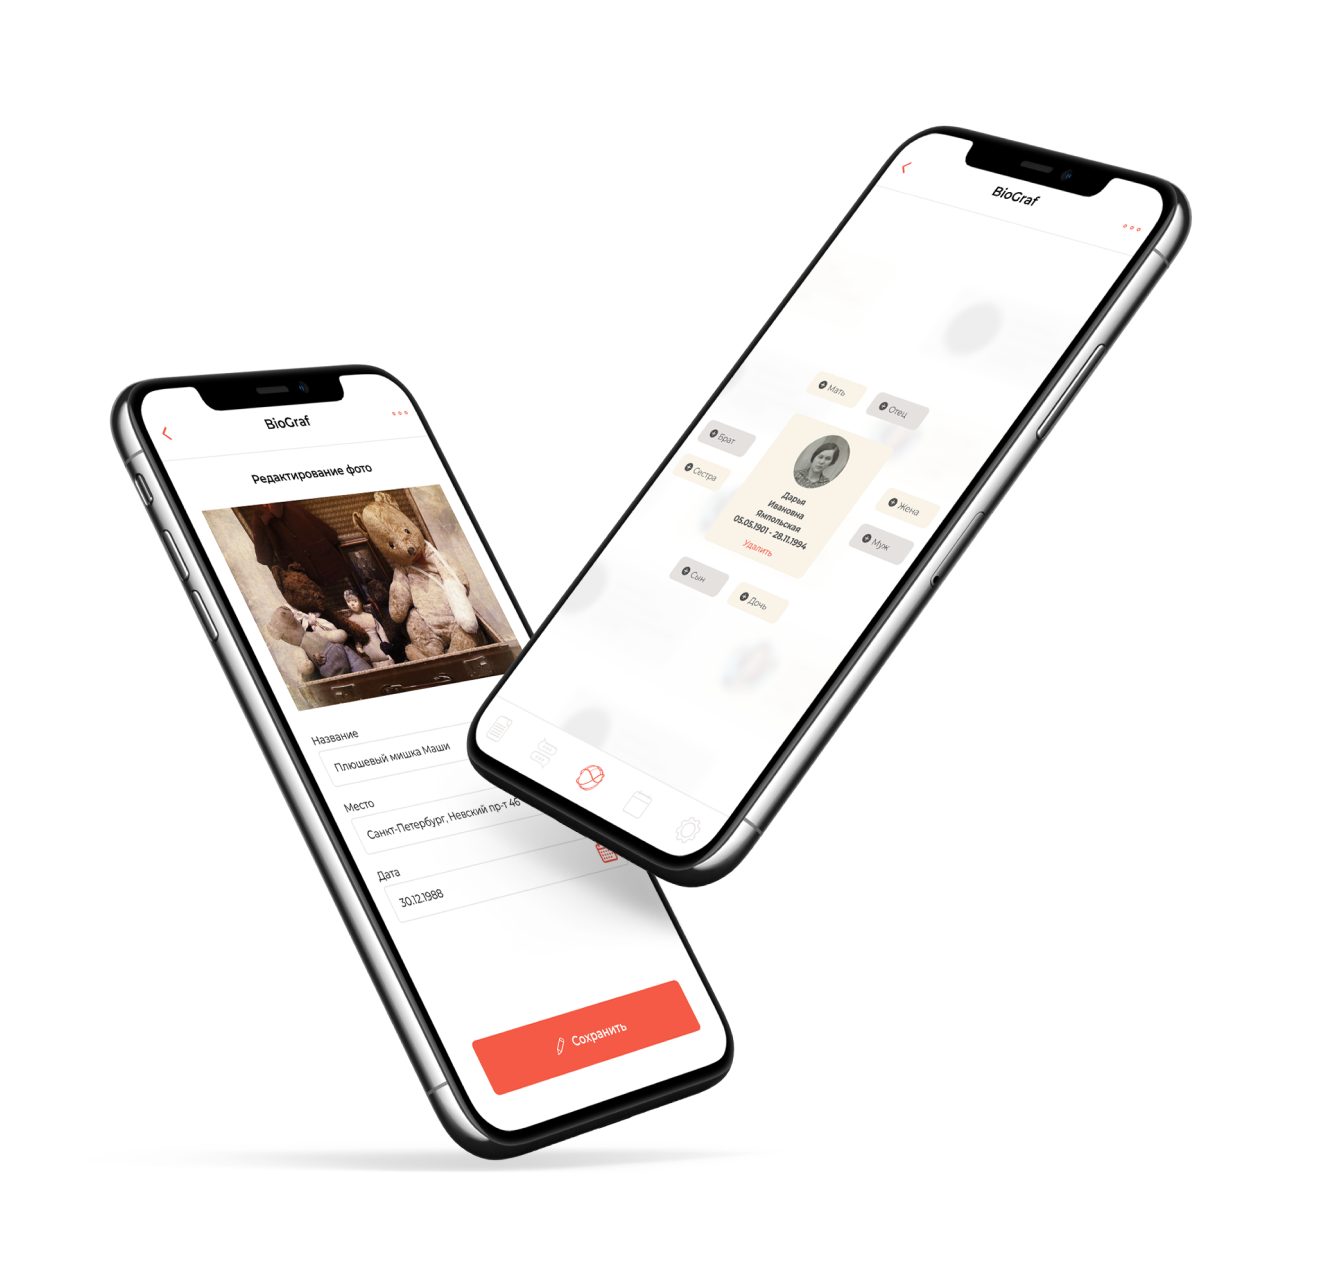 BioGraf
Редактирование фото
Название
Плюшевый мишка Маши
Место
Санкт-Петербург, Невский пр-т 46
Дата
30.12.1988
Сохранить
BioGraf
Мать
Отец
Брат
Сестра
Дарья
Ивановна
Ямпольская
05.05.1901 - 28.11.1994
Удалить
Жена
Муж
Сын
Дочь